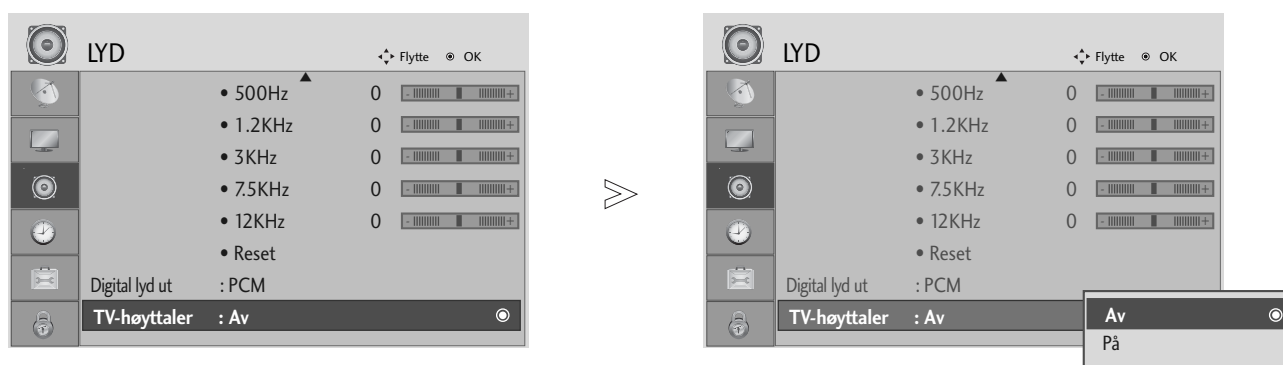 LYD
Flytte OK
• 500Hz 0 - +
• 1.2KHz 0 - +
• 3KHz 0 - +
• 7.5KHz 0 - +
• 12KHz 0 - +
• Reset
Digital lyd ut : PCM
TV-høyttaler : Av
LYD
Flytte OK
• 500Hz 0 - +
• 1.2KHz 0 - +
• 3KHz 0 - +
• 7.5KHz 0 - +
• 12KHz 0 - +
• Reset
Digital lyd ut : PCM
TV-høyttaler : Av
Av
På